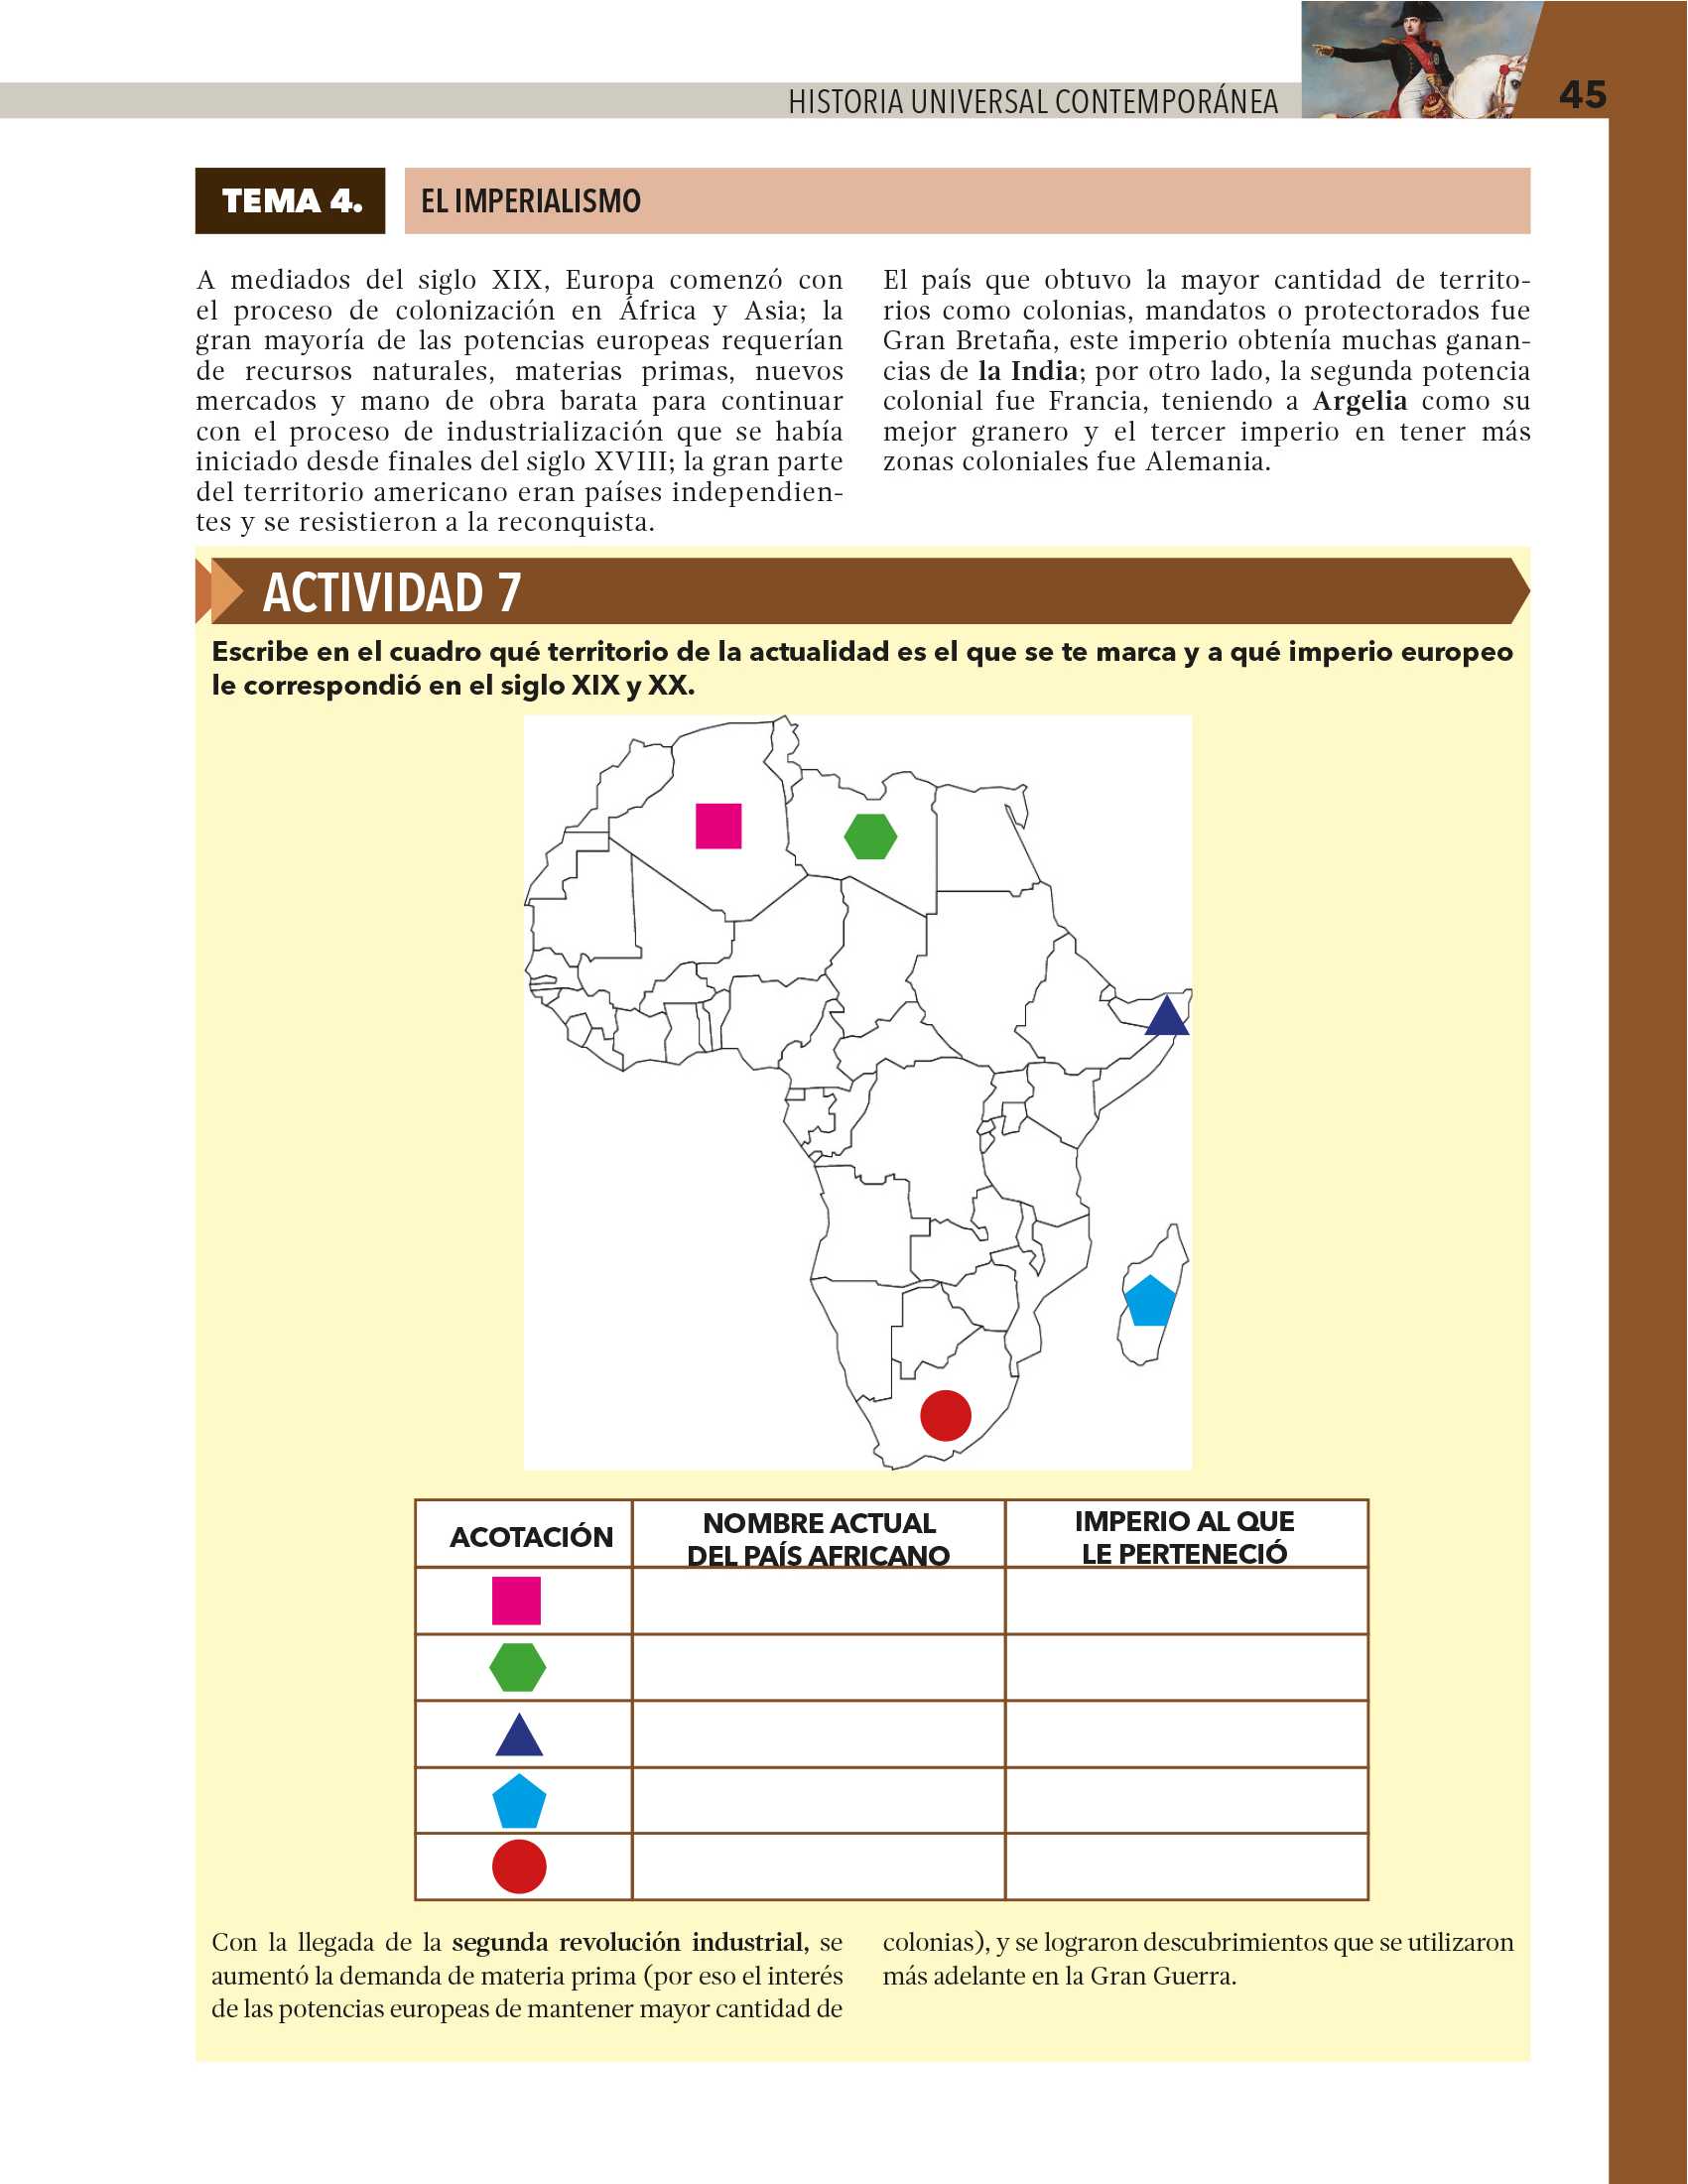 HISTORIA UNIVERSAL CONTEMPORÁNEA
45
TEMA 4.
EL IMPERIALISMO
A mediados del siglo XIX, Europa comenzó con
el proceso de colonización en África y Asia; la
gran mayoría de las potencias europeas requerían
de recursos naturales, materias primas, nuevos
mercados y mano de obra barata para continuar
con el proceso de industrialización que se había
iniciado desde finales del siglo XVIII; la gran parte
del territorio americano eran países independien-
tes y se resistieron a la reconquista.
El país que obtuvo la mayor cantidad de territo-
rios como colonias, mandatos o protectorados fue
Gran Bretaña, este imperio obtenía muchas ganan-
cias de la India; por otro lado, la segunda potencia
colonial fue Francia, teniendo a Argelia como su
mejor granero y el tercer imperio en tener más
zonas coloniales fue Alemania.
ACTIVIDAD 7
Escribe en el cuadro qué territorio de la actualidad es el que se te marca y a qué imperio europeo
le correspondió en el siglo XIX y XX.
ACOTACIÓN
NOMBRE ACTUAL
DEL PAÍS AFRICANO
IMPERIO AL QUE
LE PERTENECIÓ
Con la llegada de la segunda revolución industrial, se
aumentó la demanda de materia prima (por eso el interés
de las potencias europeas de mantener mayor cantidad de
colonias), y se lograron descubrimientos que se utilizaron
más adelante en la Gran Guerra.